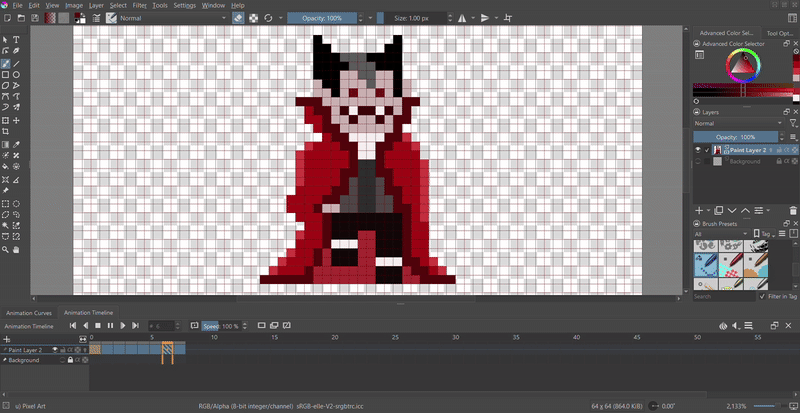 File Edit View Image Layer Select Filter Tools Settings Window Help
Normal
Opacity: 100%
Size: 1.00 px
Advanced Color Sel...
Tool Opt...
Advanced Color Selector
Layers
Normal
Opacity: 100%
Paint Layer 2
Background
Brush Presets
All
Tag
Search
Filter in Tag
Animation Curves
Animation Timeline
Animation Timeline
# 6
Speed: 100 %
0 5 10 15 20 25 30 35 40 45 50 55
Paint Layer 2
Background
u) Pixel Art
RGB/Alpha (8-bit integer/channel) sRGB-elle-V2-srgbtrc.icc
64 x 64 (864.0 KiB)
0.00°
2,133%